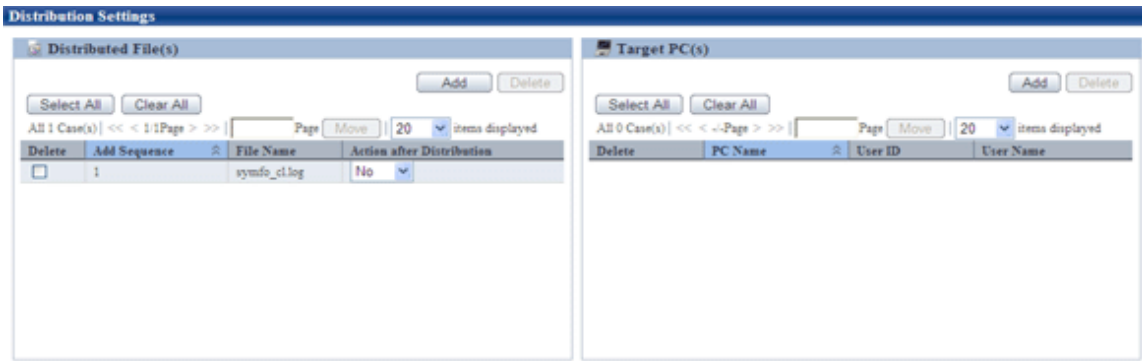 Distribution Settings
Distributed File(s)
Add Delete
Select All Clear All
All 1 Case(s)| << < 1/1Page > >> | Page Move | 20 items displayed
Delete Add Sequence File Name Action after Distribution
1 symfo_cl.log No
Target PC(s)
Add Delete
Select All Clear All
All 0 Case(s)| << < -/-Page > >> | Page Move | 20 items displayed
Delete PC Name User ID User Name